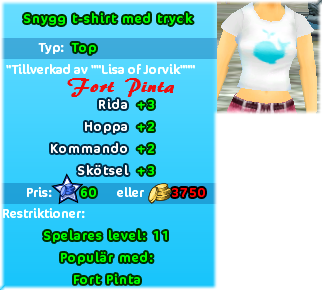 Snygg t-shirt med tryck
Typ: Top
"Tillverkad av ""Lisa of Jorvik"""
Fort Pinta
Rida +3
Hoppa +2
Kommando +2
Skötsel +3
Pris: 60 eller 3750
Restriktioner:
Spelares level: 11
Populär med:
Fort Pinta